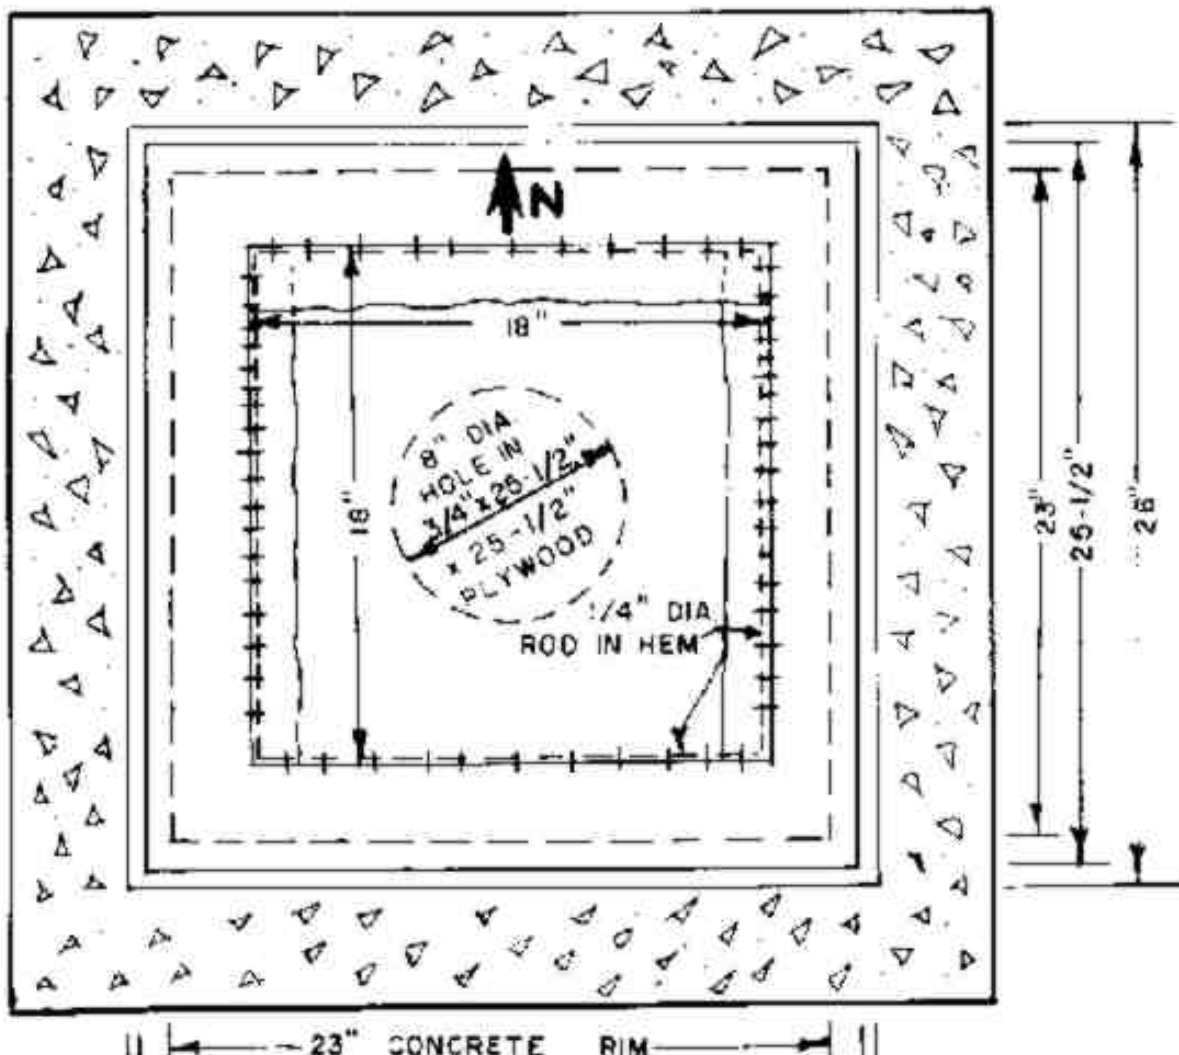 N
18"
18"
8" DIA
HOLE IN
3/4" x 25-1/2"
x 25-1/2"
PLYWOOD
1/4" DIA
ROD IN HEM
23"
25-1/2"
26"
23" CONCRETE RIM